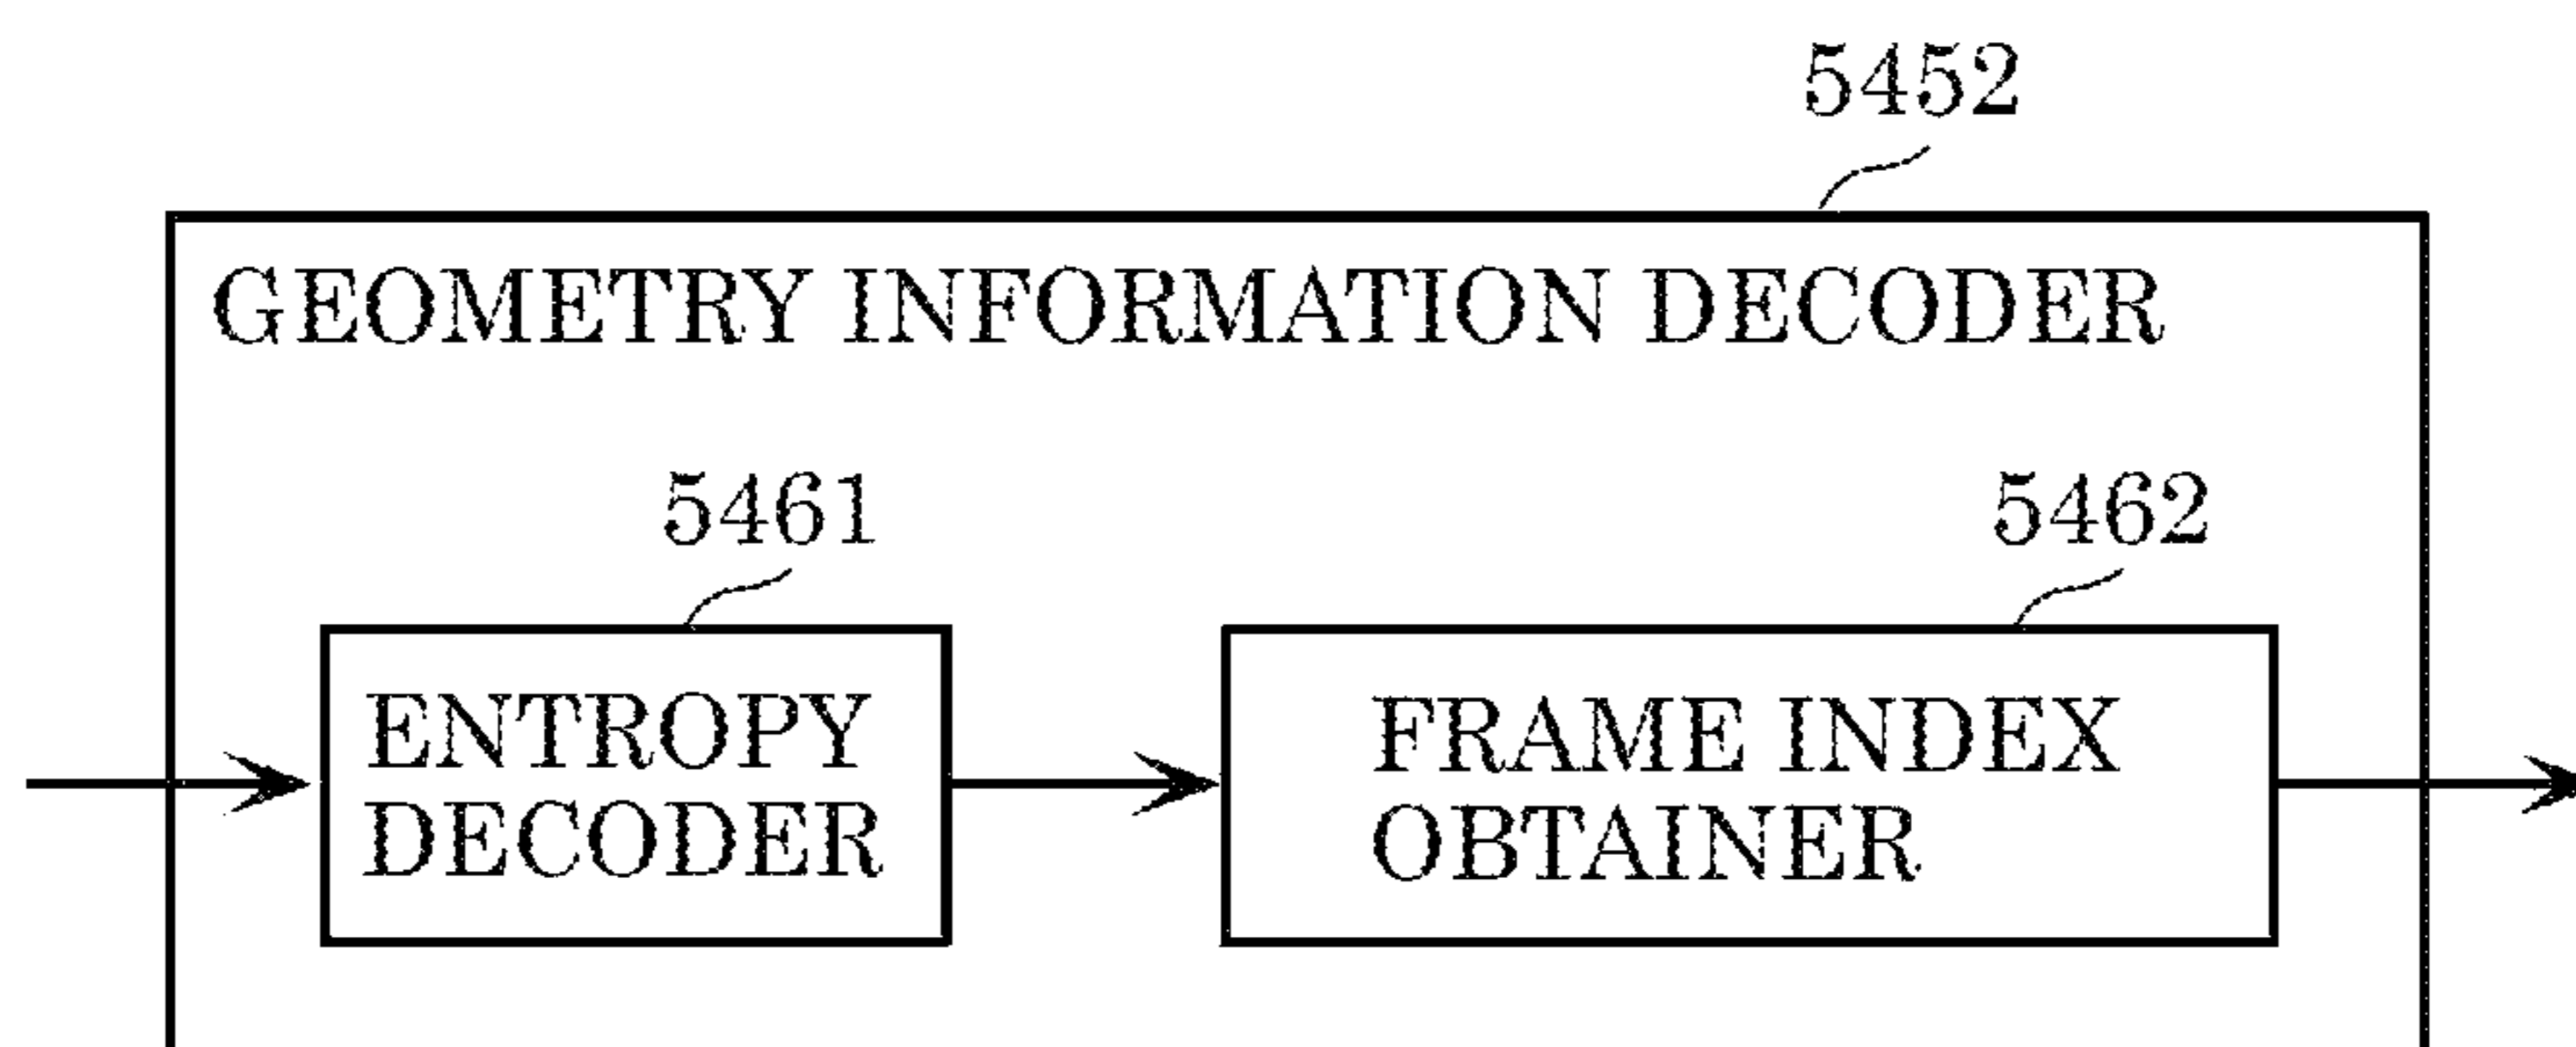 5452
GEOMETRY INFORMATION DECODER
5461
5462
ENTROPY
DECODER
FRAME INDEX
OBTAINER